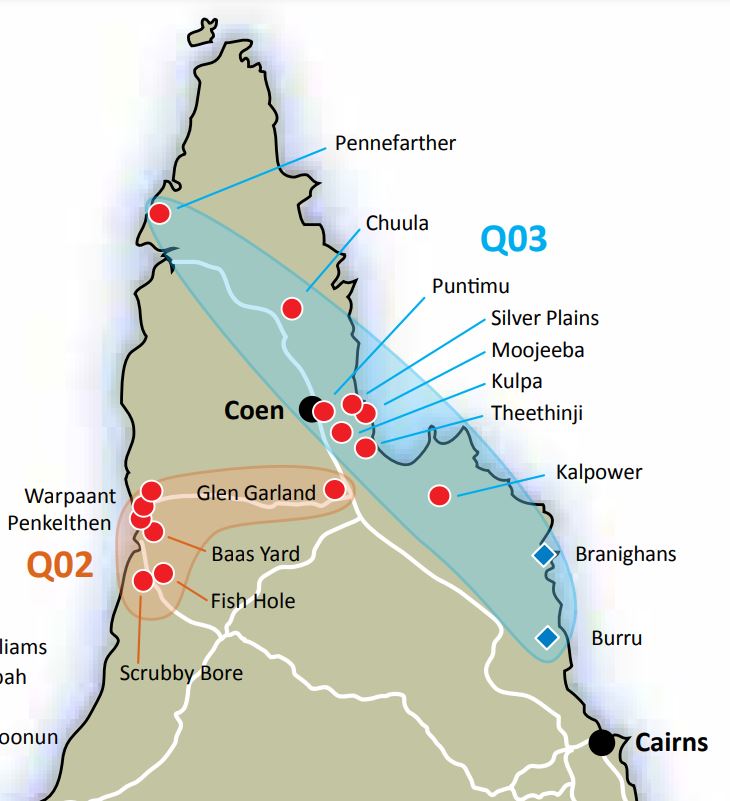 Pennefarther
Chuula
Q03
Puntimu
Silver Plains
Moojeeba
Kulpa
Coen
Theethinji
Kalpower
Warpaant
Glen Garland
Penkelthen
Baas Yard
Branighans
Q02
Fish Hole
Burru
liams
Scrubby Bore
oah
oonun
Cairns